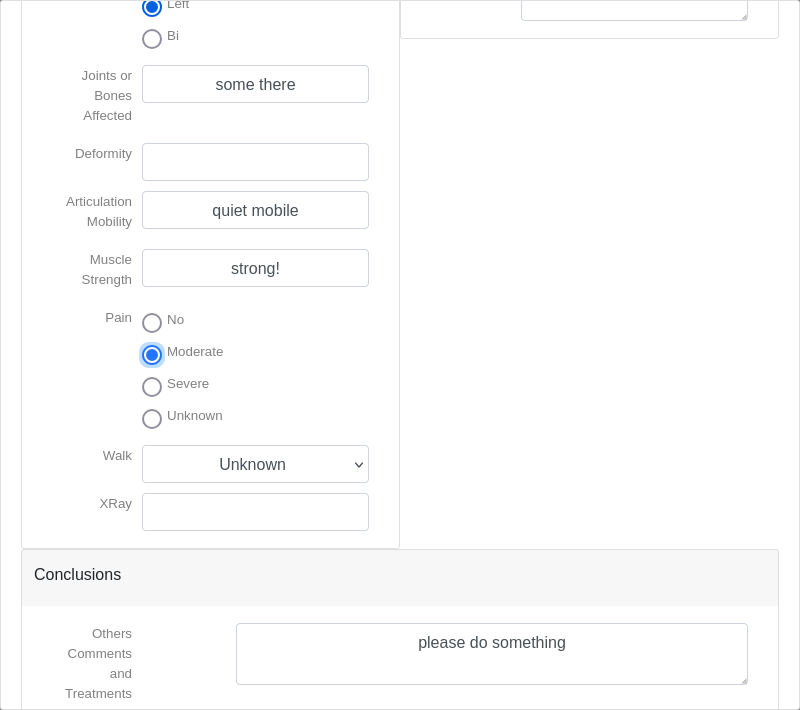 Left
Bi
Joints or
Bones
Affected
some there
Deformity
Articulation
Mobility
quiet mobile
Muscle
Strength
strong!
Pain
No
Moderate
Severe
Unknown
Walk
Unknown
XRay
Conclusions
Others
Comments
and
Treatments
please do something